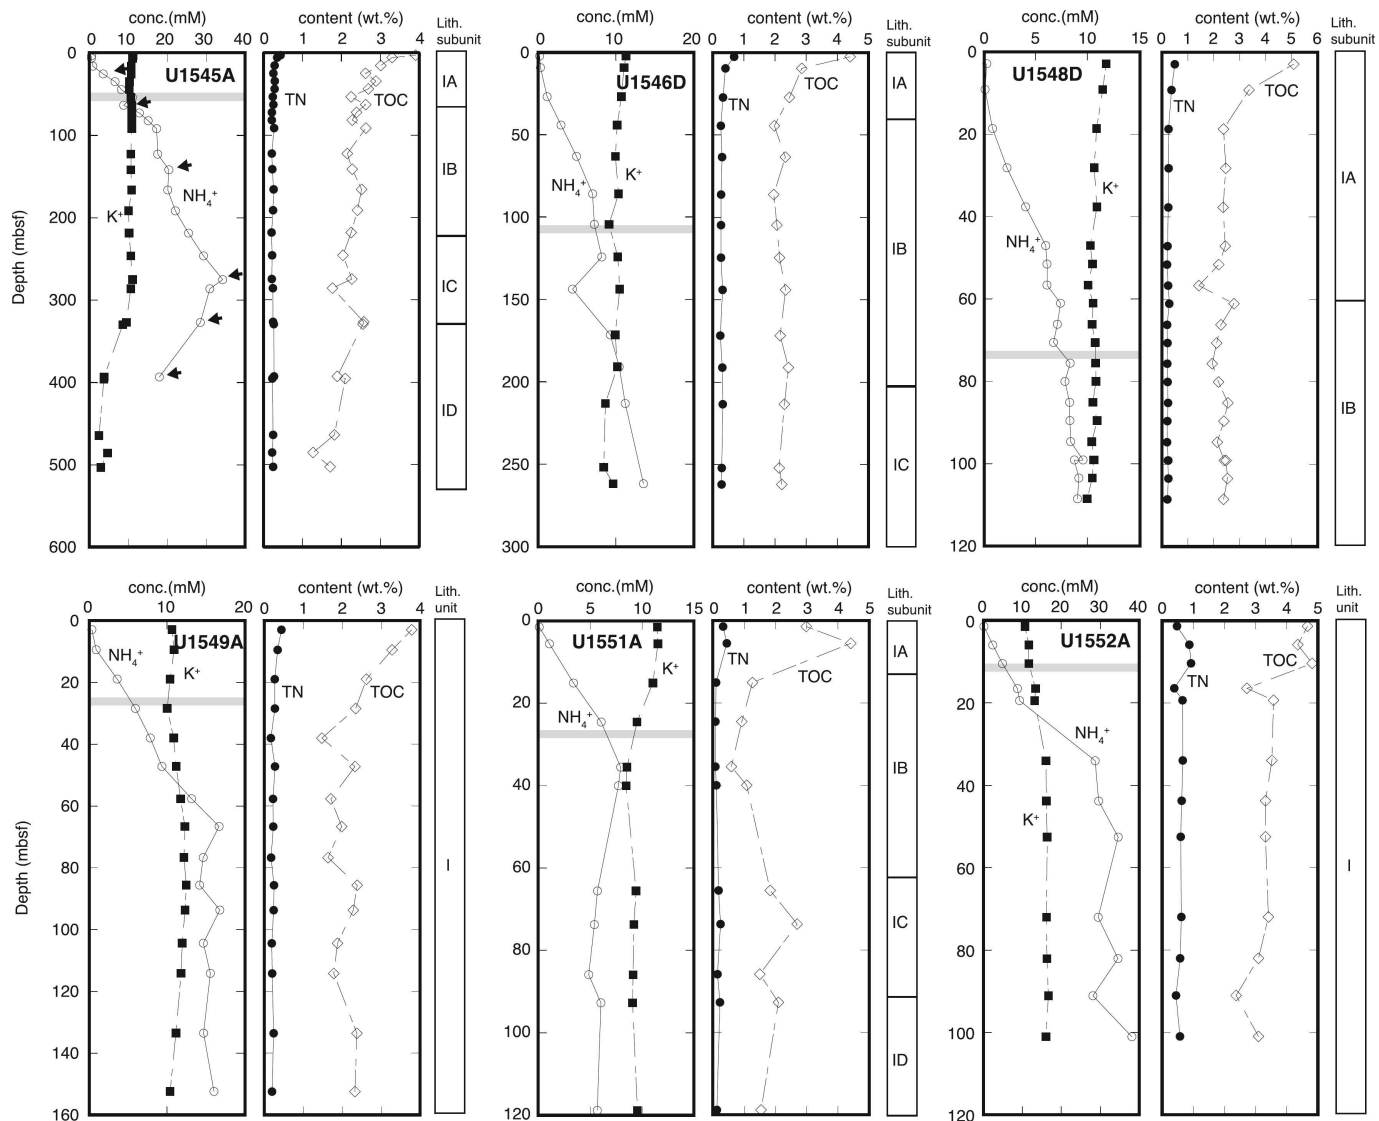 conc.(mM) content (wt.%) Lith. subunit
0 10 20 30 40 0 1 2 3 4
0
100
200
300
400
500
600
Depth (mbsf)
U1545A
K⁺
NH₄⁺
TN
TOC
IA
IB
IC
ID
conc.(mM) content (wt.%) Lith. subunit
0 20 0 1 2 3 4 5
0
50
100
150
200
250
300
U1546D
K⁺
NH₄⁺
TN
TOC
IA
IB
IC
conc.(mM) content (wt.%) Lith. subunit
0 5 10 15 0 1 2 3 4 5 6
0
20
40
60
80
100
120
U1548D
K⁺
NH₄⁺
TN
TOC
IA
IB
conc.(mM) content (wt.%) Lith. unit
0 10 20 0 1 2 3 4
0
20
40
60
80
100
120
140
160
Depth (mbsf)
U1549A
NH₄⁺
K⁺
TN
TOC
I
conc.(mM) content (wt.%) Lith. subunit
0 5 10 15 0 1 2 3 4 5
0
20
40
60
80
100
120
U1551A
K⁺
NH₄⁺
TN
TOC
IA
IB
IC
ID
conc.(mM) content (wt.%) Lith. unit
0 10 20 30 40 0 1 2 3 4 5
0
20
40
60
80
100
120
U1552A
NH₄⁺
K⁺
TN
TOC
I